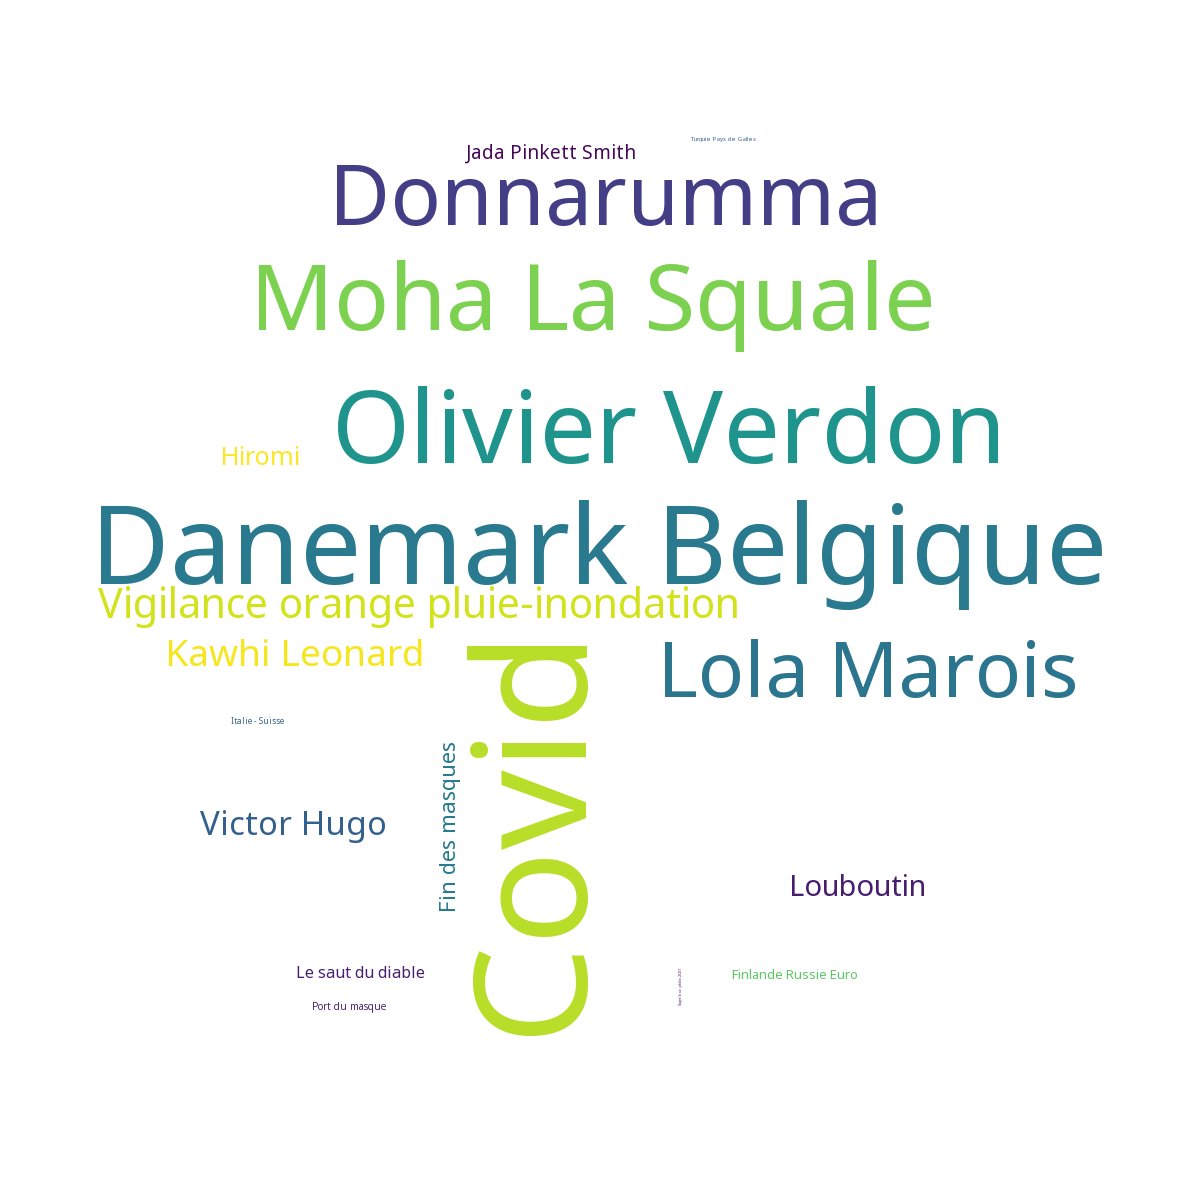 Turquie Pays de Galles
Jada Pinkett Smith
Donnarumma
Moha La Squale
Olivier Verdon
Hiromi
Danemark Belgique
Vigilance orange pluie-inondation
Kawhi Leonard
Lola Marois
Covid
Italie - Suisse
Fin des masques
Victor Hugo
Louboutin
Le saut du diable
Finlande Russie Euro
Port du masque